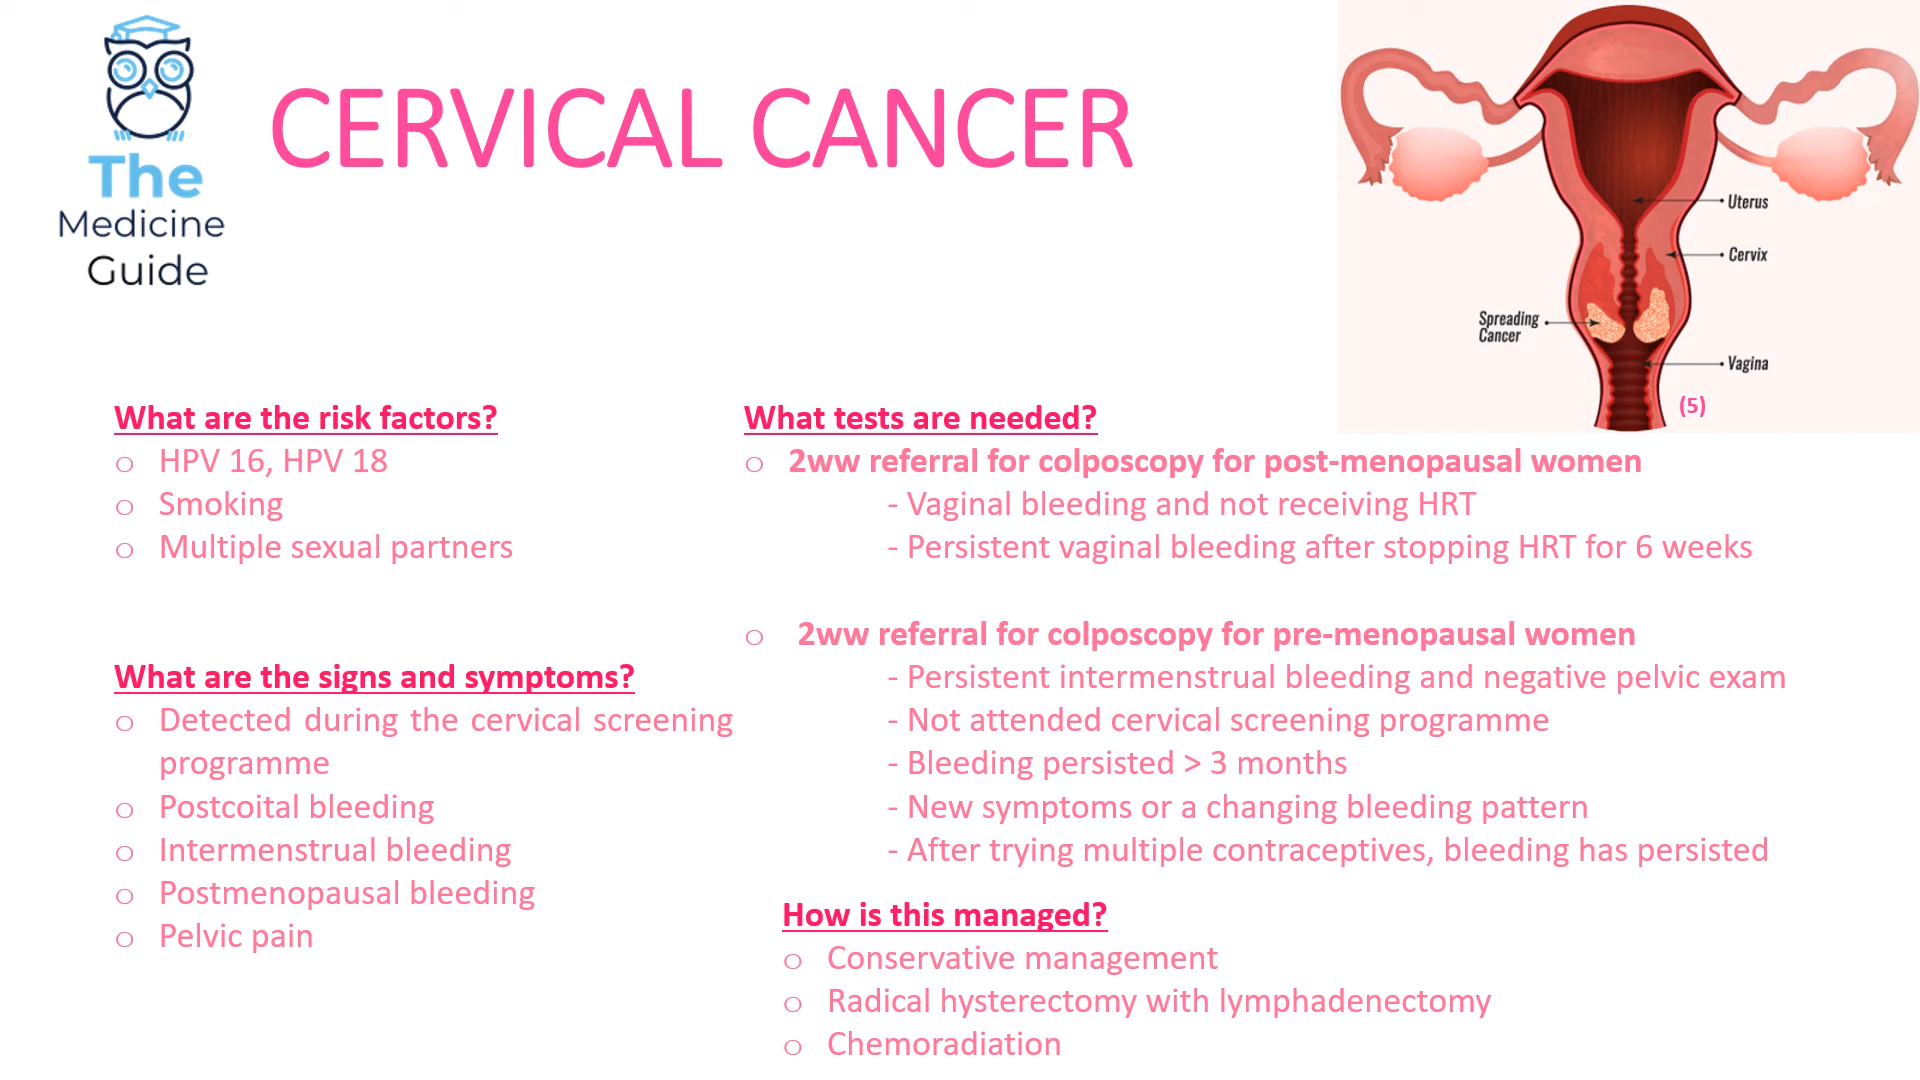 The
Medicine
Guide
CERVICAL CANCER
Uterus
Cervix
Spreading
Cancer
Vagina
(5)
What are the risk factors?
o HPV 16, HPV 18
o Smoking
o Multiple sexual partners
What are the signs and symptoms?
o Detected during the cervical screening
programme
o Postcoital bleeding
o Intermenstrual bleeding
o Postmenopausal bleeding
o Pelvic pain
What tests are needed?
o 2ww referral for colposcopy for post-menopausal women
- Vaginal bleeding and not receiving HRT
- Persistent vaginal bleeding after stopping HRT for 6 weeks
o 2ww referral for colposcopy for pre-menopausal women
- Persistent intermenstrual bleeding and negative pelvic exam
- Not attended cervical screening programme
- Bleeding persisted > 3 months
- New symptoms or a changing bleeding pattern
- After trying multiple contraceptives, bleeding has persisted
How is this managed?
o Conservative management
o Radical hysterectomy with lymphadenectomy
o Chemoradiation